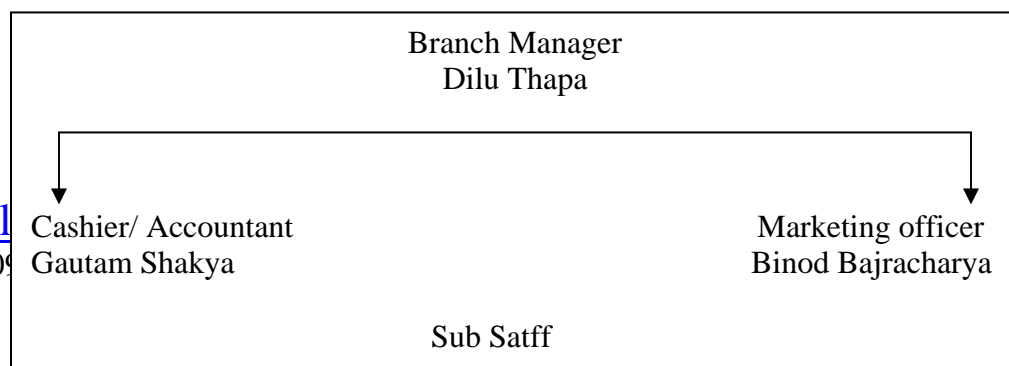 Branch Manager
Dilu Thapa
Cashier/ Accountant
Gautam Shakya
Marketing officer
Binod Bajracharya
Sub Satff